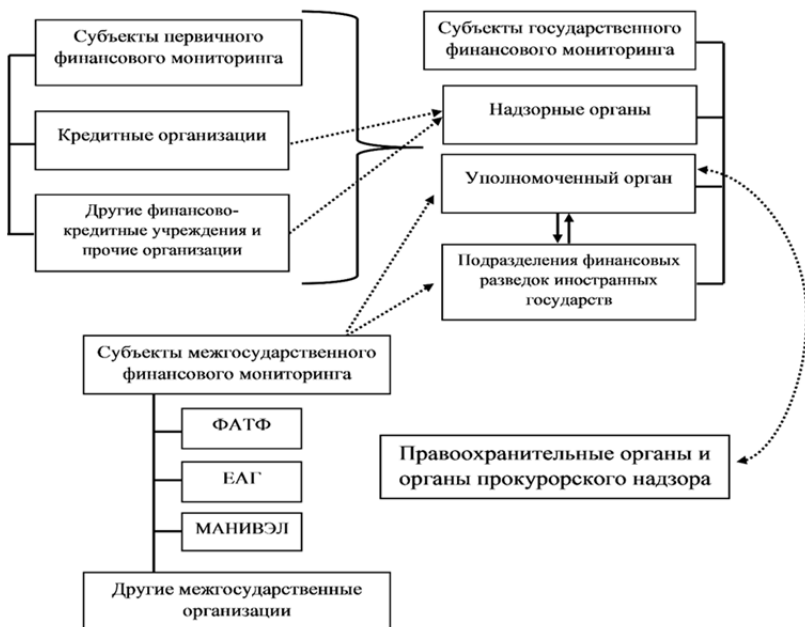 Субъекты первичного
финансового мониторинга
Кредитные организации
Другие финансово-
кредитные учреждения и
прочие организации
Субъекты государственного
финансового мониторинга
Надзорные органы
Уполномоченный орган
Подразделения финансовых
разведок иностранных
государств
Субъекты межгосударственного
финансового мониторинга
ФАТФ
ЕАГ
МАНИВЭЛ
Другие межгосударственные
организации
Правоохранительные органы и
органы прокурорского надзора